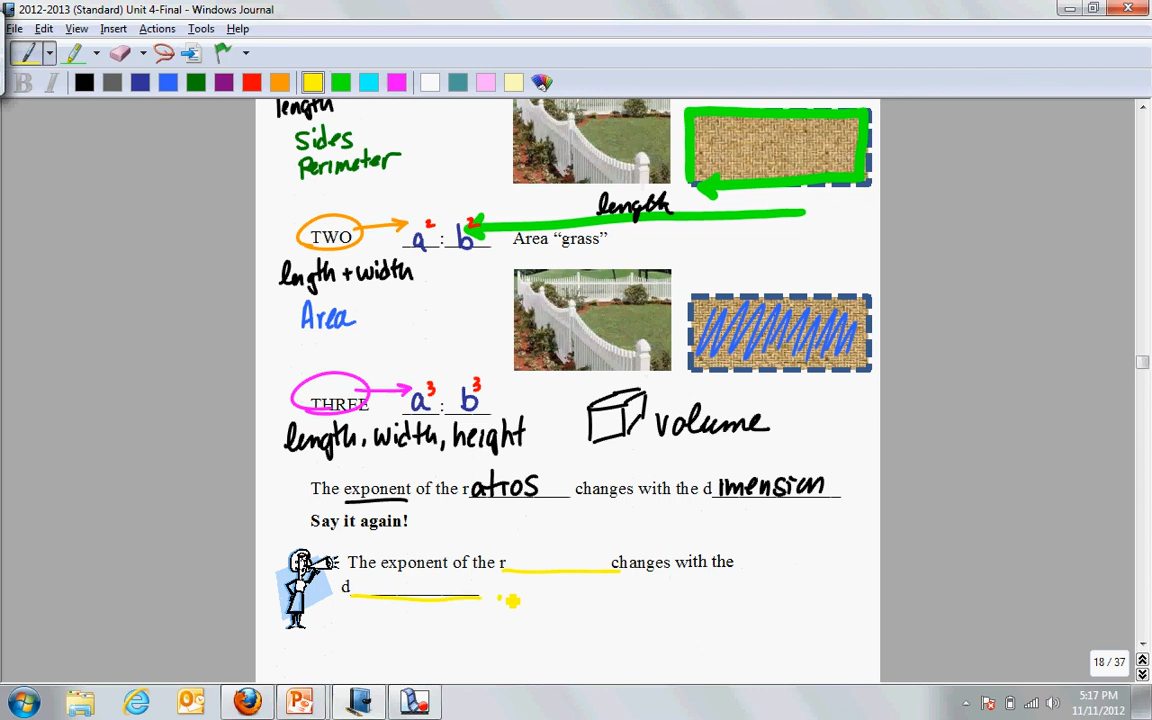 2012-2013 (Standard) Unit 4-Final - Windows Journal
File Edit View Insert Actions Tools Help
B I
length
Sides
Perimeter
length
TWO a² : b² Area “grass”
length + width
Area
THREE a³ : b³
length, width, height volume
The exponent of the ratios changes with the dimension
Say it again!
The exponent of the r__________changes with the
d______________
18 / 37
5:17 PM
11/11/2012